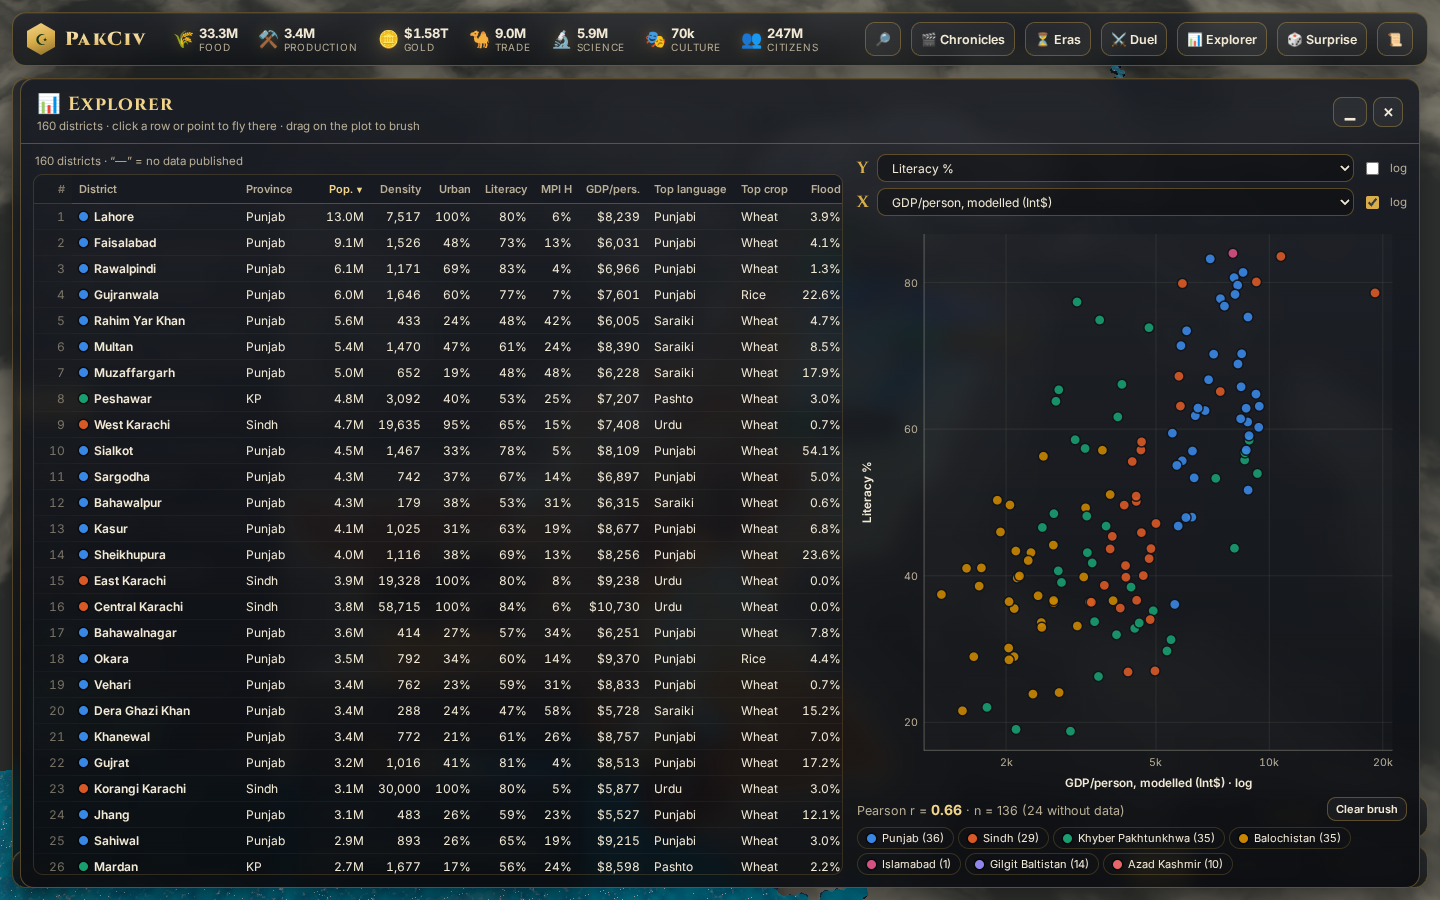 PakCiv
33.3M FOOD
3.4M PRODUCTION
$1.58T GOLD
9.0M TRADE
5.9M SCIENCE
70k CULTURE
247M CITIZENS
Chronicles
Eras
Duel
Explorer
Surprise
Explorer
160 districts · click a row or point to fly there · drag on the plot to brush
160 districts · “—” = no data published
# District Province Pop. ▾ Density Urban Literacy MPI H GDP/pers. Top language Top crop Flood
1 Lahore Punjab 13.0M 7,517 100% 80% 6% $8,239 Punjabi Wheat 3.9%
2 Faisalabad Punjab 9.1M 1,526 48% 73% 13% $6,031 Punjabi Wheat 4.1%
3 Rawalpindi Punjab 6.1M 1,171 69% 83% 4% $6,966 Punjabi Wheat 1.3%
4 Gujranwala Punjab 6.0M 1,646 60% 77% 7% $7,601 Punjabi Rice 22.6%
5 Rahim Yar Khan Punjab 5.6M 433 24% 48% 42% $6,005 Saraiki Wheat 4.7%
6 Multan Punjab 5.4M 1,470 47% 61% 24% $8,390 Saraiki Wheat 8.5%
7 Muzaffargarh Punjab 5.0M 652 19% 48% 48% $6,228 Saraiki Wheat 17.9%
8 Peshawar KP 4.8M 3,092 40% 53% 25% $7,207 Pashto Wheat 3.0%
9 West Karachi Sindh 4.7M 19,635 95% 65% 15% $7,408 Urdu Wheat 0.7%
10 Sialkot Punjab 4.5M 1,467 33% 78% 5% $8,109 Punjabi Wheat 54.1%
11 Sargodha Punjab 4.3M 742 37% 67% 14% $6,897 Punjabi Wheat 5.0%
12 Bahawalpur Punjab 4.3M 179 38% 53% 31% $6,315 Saraiki Wheat 0.6%
13 Kasur Punjab 4.1M 1,025 31% 63% 19% $8,677 Punjabi Wheat 6.8%
14 Sheikhupura Punjab 4.0M 1,116 38% 69% 13% $8,256 Punjabi Wheat 23.6%
15 East Karachi Sindh 3.9M 19,328 100% 80% 8% $9,238 Urdu Wheat 0.0%
16 Central Karachi Sindh 3.8M 58,715 100% 84% 6% $10,730 Urdu Wheat 0.0%
17 Bahawalnagar Punjab 3.6M 414 27% 57% 34% $6,251 Punjabi Wheat 7.8%
18 Okara Punjab 3.5M 792 34% 60% 14% $9,370 Punjabi Rice 4.4%
19 Vehari Punjab 3.4M 762 23% 59% 31% $8,833 Punjabi Wheat 0.7%
20 Dera Ghazi Khan Punjab 3.4M 288 24% 47% 58% $5,728 Saraiki Wheat 15.2%
21 Khanewal Punjab 3.4M 772 21% 61% 26% $8,757 Punjabi Wheat 7.0%
22 Gujrat Punjab 3.2M 1,016 41% 81% 4% $8,513 Punjabi Wheat 17.2%
23 Korangi Karachi Sindh 3.1M 30,000 100% 80% 5% $5,877 Urdu Wheat 3.0%
24 Jhang Punjab 3.1M 483 26% 59% 23% $5,527 Punjabi Wheat 12.1%
25 Sahiwal Punjab 2.9M 893 26% 65% 19% $9,215 Punjabi Wheat 3.0%
26 Mardan KP 2.7M 1,677 17% 56% 24% $8,598 Pashto Wheat 2.2%
Y Literacy % log
X GDP/person, modelled (Int$) log
80
60
40
20
Literacy %
2k 5k 10k 20k
GDP/person, modelled (Int$) · log
Pearson r = 0.66 · n = 136 (24 without data)
Clear brush
Punjab (36) Sindh (29) Khyber Pakhtunkhwa (35) Balochistan (35)
Islamabad (1) Gilgit Baltistan (14) Azad Kashmir (10)